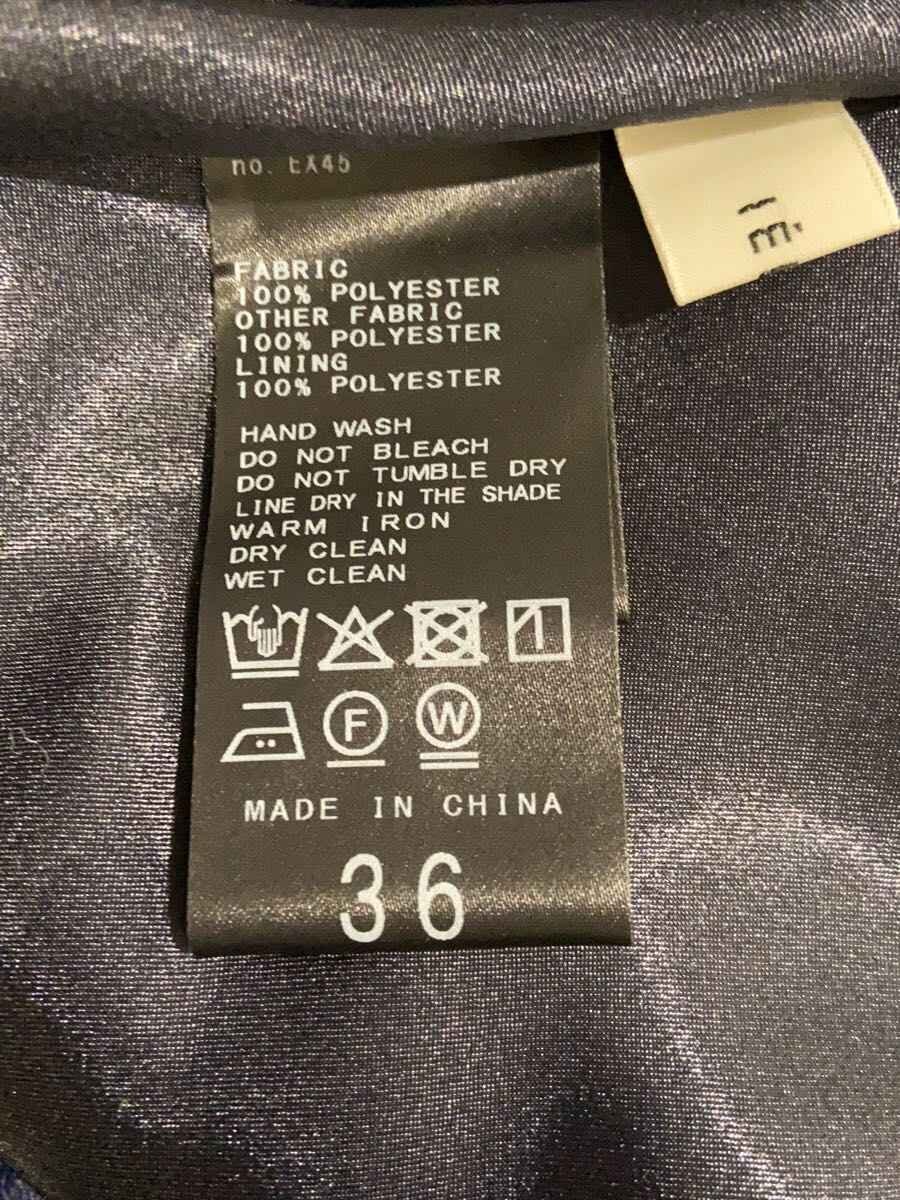 no. EX45
FABRIC
100% POLYESTER
OTHER FABRIC
100% POLYESTER
LINING
100% POLYESTER
HAND WASH
DO NOT BLEACH
DO NOT TUMBLE DRY
LINE DRY IN THE SHADE
WARM IRON
DRY CLEAN
WET CLEAN
F W
MADE IN CHINA
36